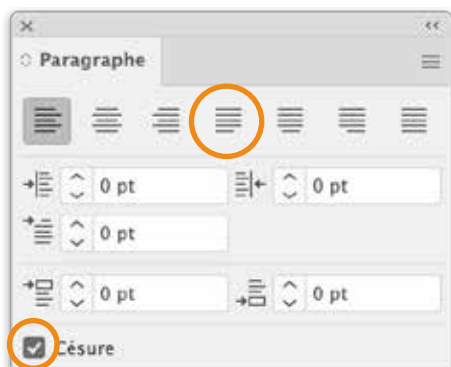 Paragraphe
0 pt 0 pt
0 pt
0 pt 0 pt
Césure